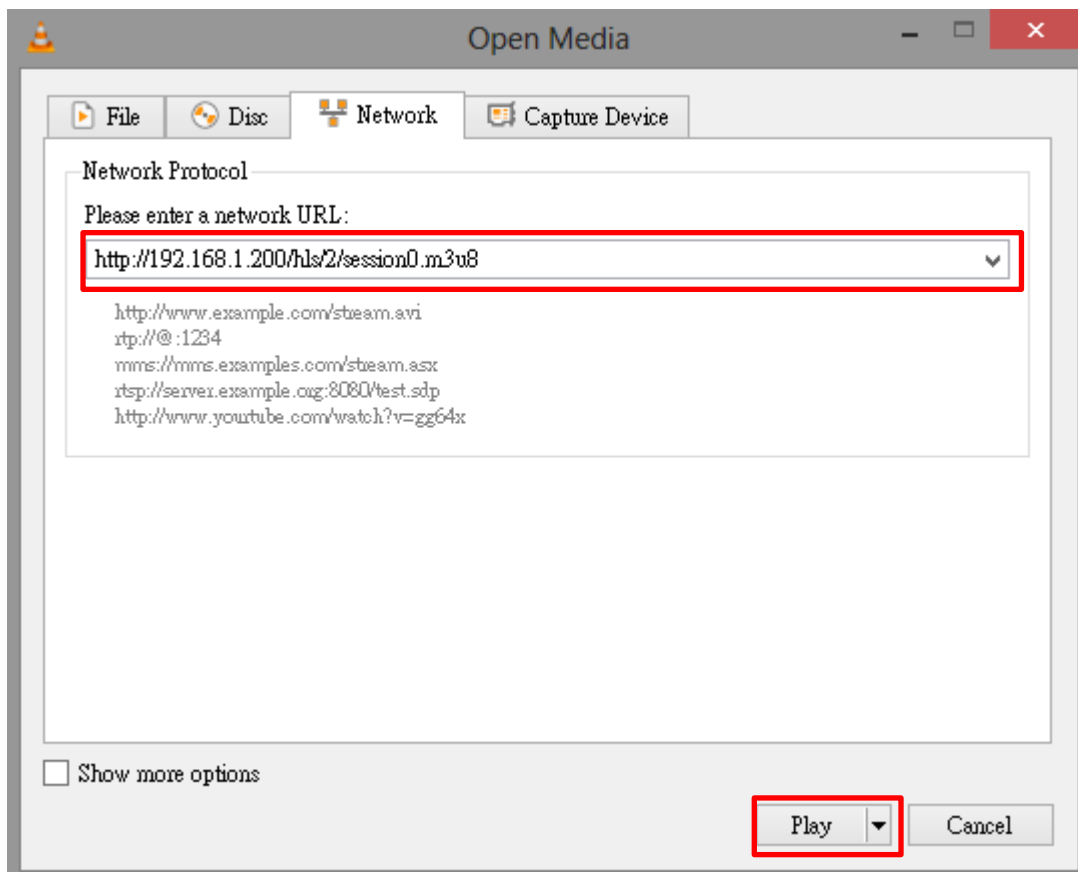 Open Media
File Disc Network Capture Device
Network Protocol
Please enter a network URL:
http://192.168.1.200/hls/2/session0.m3u8
http://www.example.com/stream.avi
rtp://@:1234
mms://mms.examples.com/stream.asx
rtsp://server.example.org:8080/test.sdp
http://www.yourtube.com/watch?v=gg64x
Show more options
Play Cancel